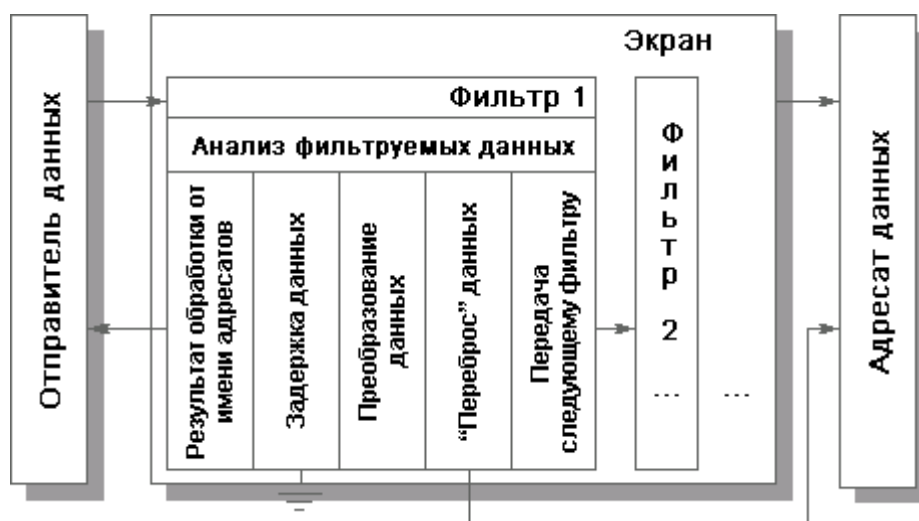 Отправитель данных
Экран
Фильтр 1
Анализ фильтруемых данных
Результат обработки от
имени адресатов
Задержка данных
Преобразование
данных
“Переброс” данных
Передача
следующему фильтру
Фильтр 2 ...
...
Адресат данных